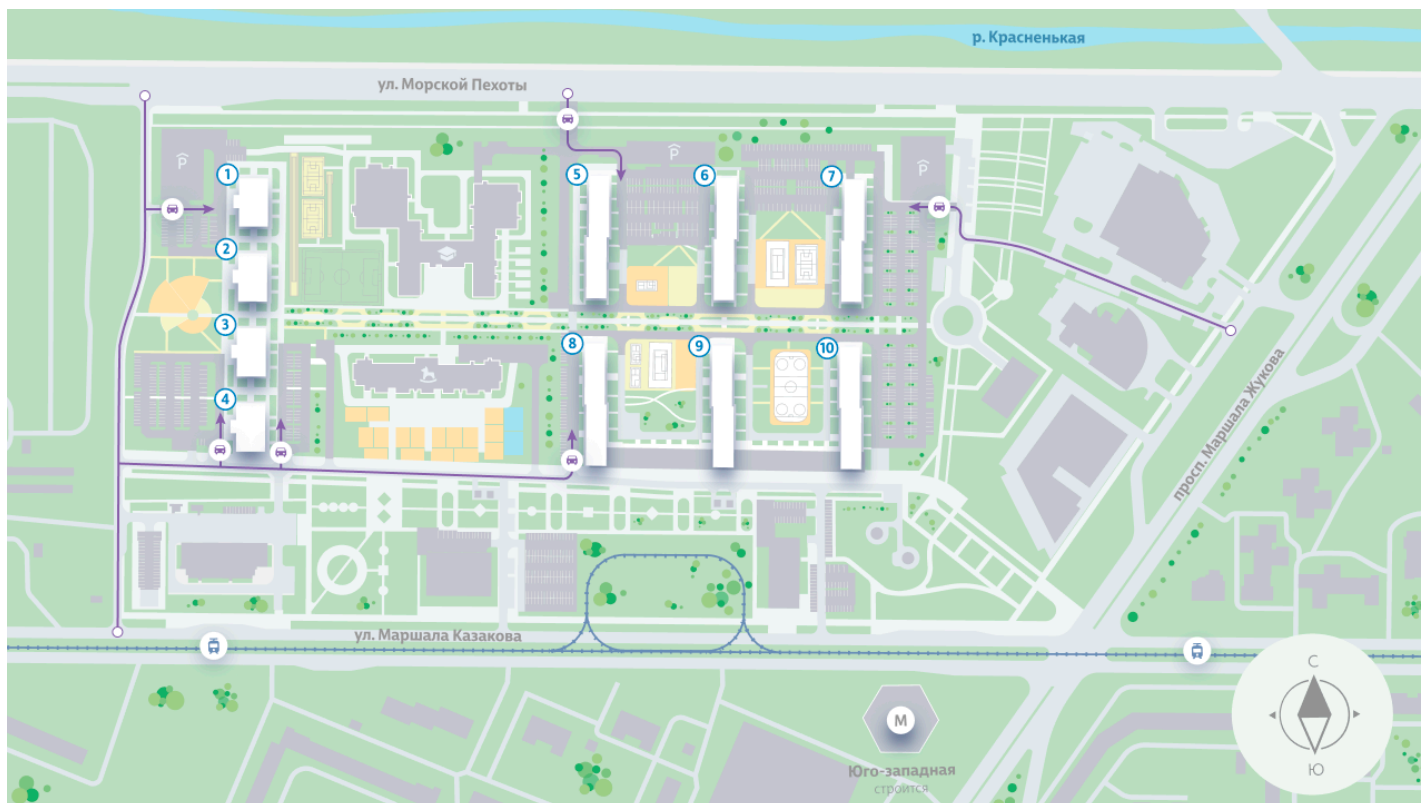 р. Красненькая
ул. Морской Пехоты
P
P
P
1
5
6
7
2
3
8
9
10
4
просп. Маршала Жукова
ул. Маршала Казакова
С
М
Юго-западная
строится
Ю